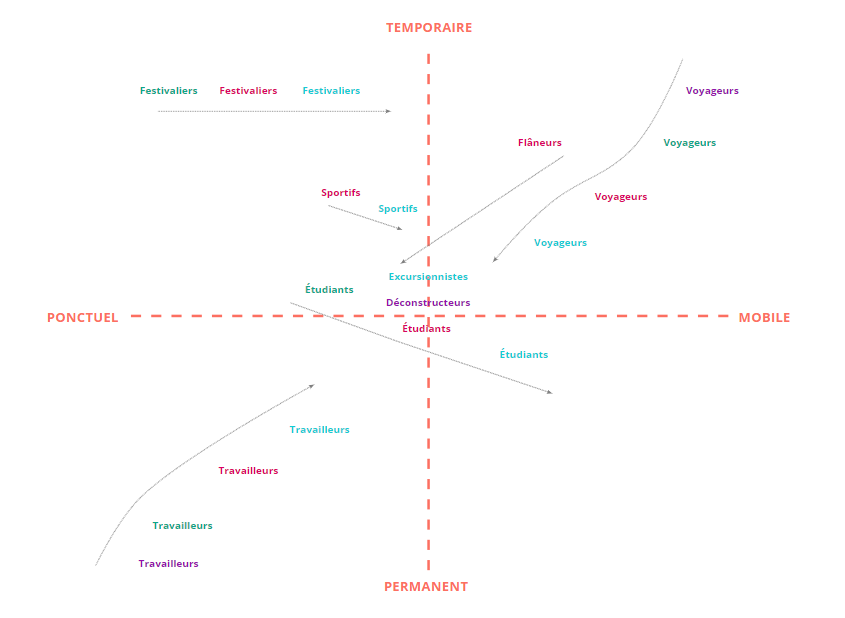 TEMPORAIRE
Festivaliers Festivaliers Festivaliers Voyageurs
Flâneurs Voyageurs
Sportifs Voyageurs
Sportifs
Voyageurs
Excursionnistes
Étudiants
Déconstructeurs
PONCTUEL MOBILE
Étudiants
Étudiants
Travailleurs
Travailleurs
Travailleurs
Travailleurs
PERMANENT